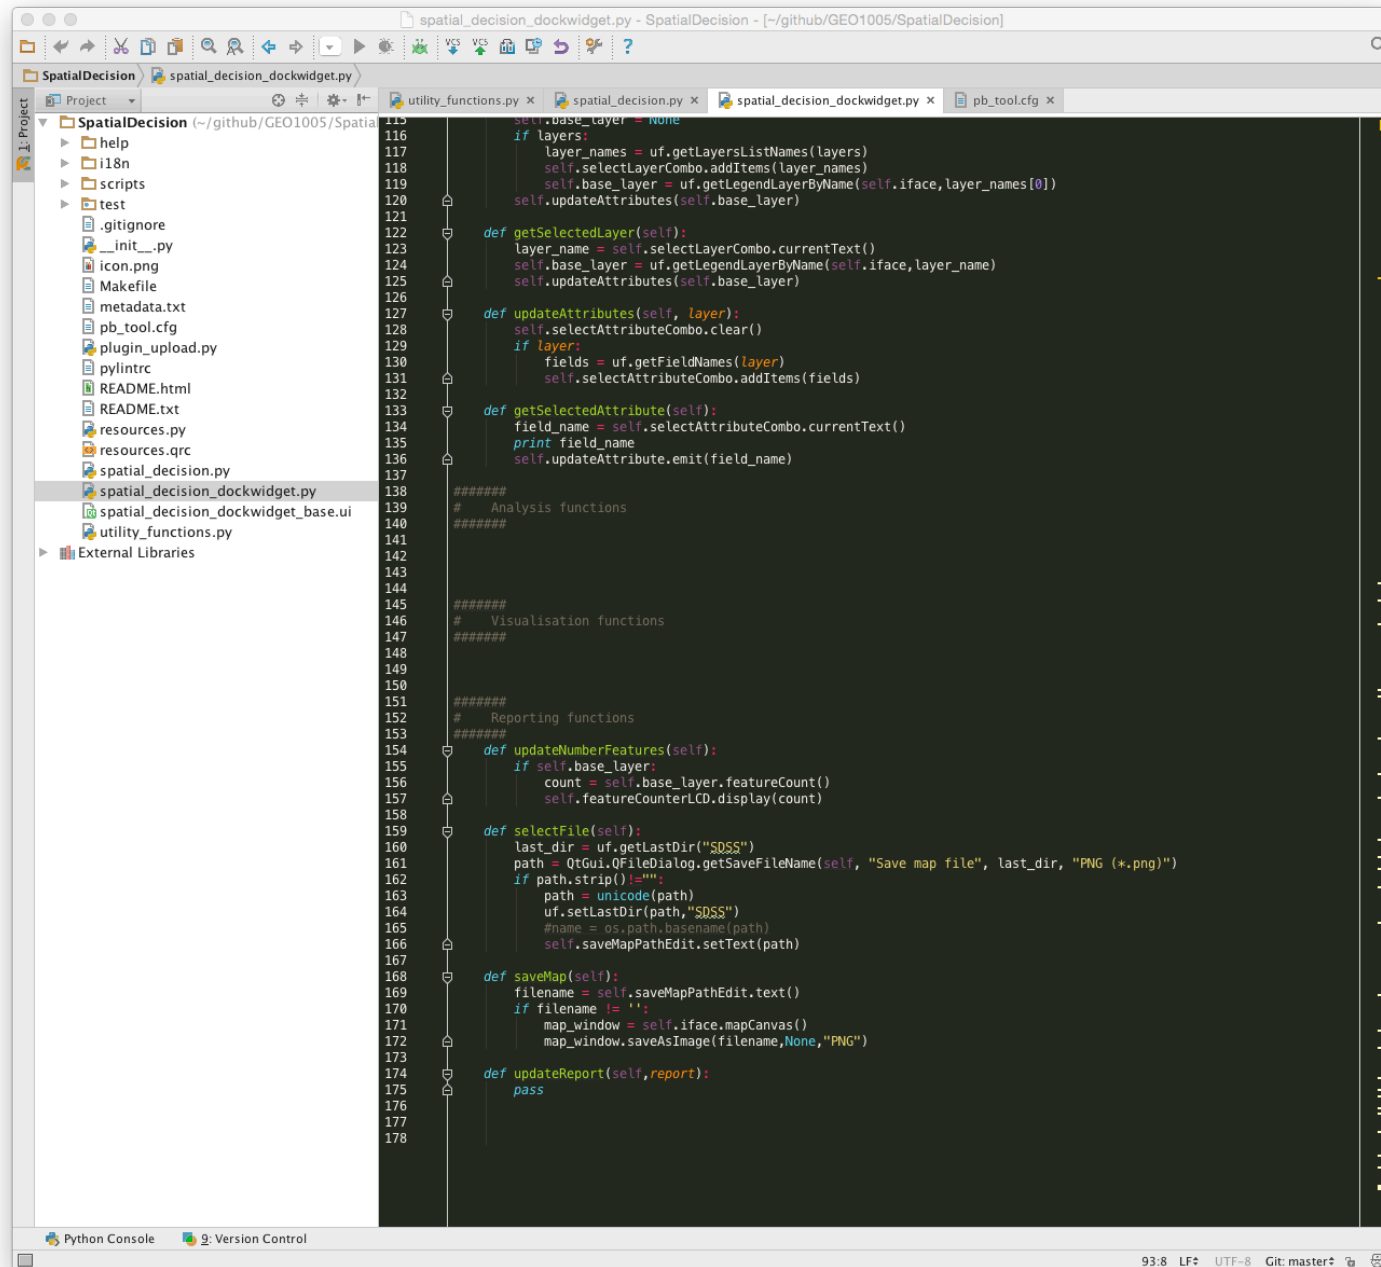 spatial_decision_dockwidget.py - SpatialDecision - [~/github/GEO1005/SpatialDecision]
VCS VCS
SpatialDecision spatial_decision_dockwidget.py
1: Project
Project
utility_functions.py × spatial_decision.py × spatial_decision_dockwidget.py × pb_tool.cfg ×
SpatialDecision (~/github/GEO1005/Spatial
help
i18n
scripts
test
.gitignore
__init__.py
icon.png
Makefile
metadata.txt
pb_tool.cfg
plugin_upload.py
pylintrc
README.html
README.txt
resources.py
resources.qrc
spatial_decision.py
spatial_decision_dockwidget.py
spatial_decision_dockwidget_base.ui
utility_functions.py
External Libraries
115 self.base_layer = None
116 if layers:
117 layer_names = uf.getLayersListNames(layers)
118 self.selectLayerCombo.addItems(layer_names)
119 self.base_layer = uf.getLegendLayerByName(self.iface,layer_names[0])
120 self.updateAttributes(self.base_layer)
121
122 def getSelectedLayer(self):
123 layer_name = self.selectLayerCombo.currentText()
124 self.base_layer = uf.getLegendLayerByName(self.iface,layer_name)
125 self.updateAttributes(self.base_layer)
126
127 def updateAttributes(self, layer):
128 self.selectAttributeCombo.clear()
129 if layer:
130 fields = uf.getFieldNames(layer)
131 self.selectAttributeCombo.addItems(fields)
132
133 def getSelectedAttribute(self):
134 field_name = self.selectAttributeCombo.currentText()
135 print field_name
136 self.updateAttribute.emit(field_name)
137
138 #######
139 # Analysis functions
140 #######
141
142
143
144
145 #######
146 # Visualisation functions
147 #######
148
149
150
151 #######
152 # Reporting functions
153 #######
154 def updateNumberFeatures(self):
155 if self.base_layer:
156 count = self.base_layer.featureCount()
157 self.featureCounterLCD.display(count)
158
159 def selectFile(self):
160 last_dir = uf.getLastDir("SDSS")
161 path = QtGui.QFileDialog.getSaveFileName(self, "Save map file", last_dir, "PNG (*.png)")
162 if path.strip()!="":
163 path = unicode(path)
164 uf.setLastDir(path,"SDSS")
165 #name = os.path.basename(path)
166 self.saveMapPathEdit.setText(path)
167
168 def saveMap(self):
169 filename = self.saveMapPathEdit.text()
170 if filename != '':
171 map_window = self.iface.mapCanvas()
172 map_window.saveAsImage(filename,None,"PNG")
173
174 def updateReport(self,report):
175 pass
176
177
178
Python Console 9: Version Control
93:8 LF UTF-8 Git: master